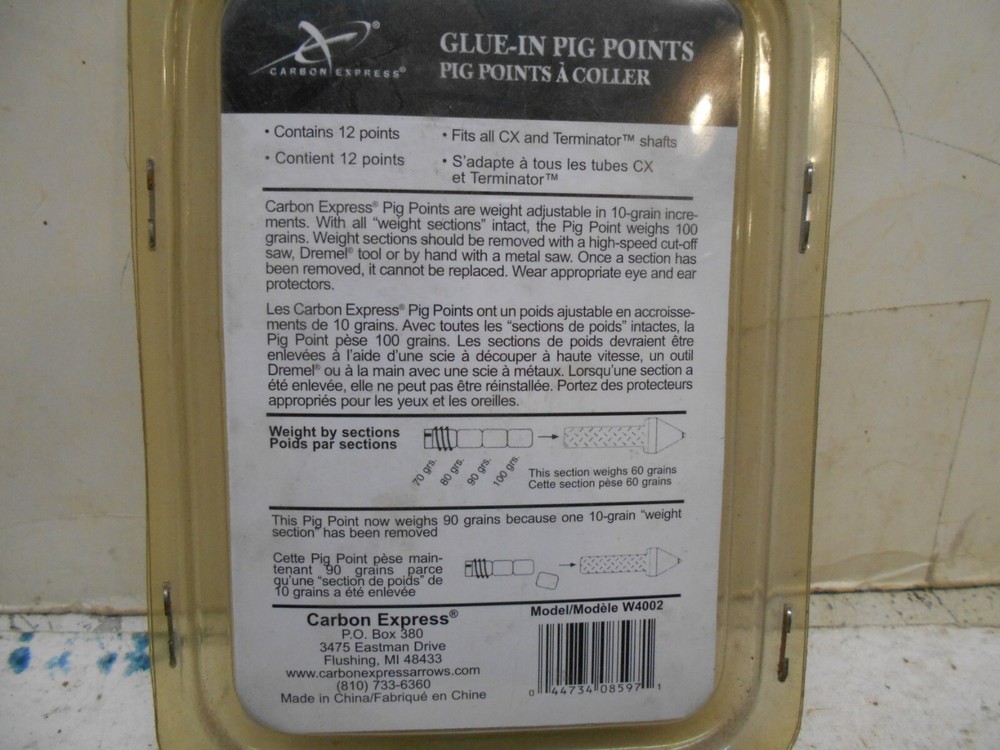 CARBON EXPRESS®
GLUE-IN PIG POINTS
PIG POINTS À COLLER
• Contains 12 points
• Contient 12 points
• Fits all CX and Terminator™ shafts
• S'adapte à tous les tubes CX
et Terminator™
Carbon Express® Pig Points are weight adjustable in 10-grain incre-
ments. With all "weight sections" intact, the Pig Point weighs 100
grains. Weight sections should be removed with a high-speed cut-off
saw, Dremel® tool or by hand with a metal saw. Once a section has
been removed, it cannot be replaced. Wear appropriate eye and ear
protectors.
Les Carbon Express® Pig Points ont un poids ajustable en accroisse-
ments de 10 grains. Avec toutes les "sections de poids" intactes, la
Pig Point pèse 100 grains. Les sections de poids devraient être
enlevées à l'aide d'une scie à découper à haute vitesse, un outil
Dremel® ou à la main avec une scie à métaux. Lorsqu'une section a
été enlevée, elle ne peut pas être réinstallée. Portez des protecteurs
appropriés pour les yeux et les oreilles.
Weight by sections
Poids par sections
70 grs.
80 grs.
90 grs.
100 grs.
This section weighs 60 grains
Cette section pèse 60 grains
This Pig Point now weighs 90 grains because one 10-grain "weight
section" has been removed
Cette Pig Point pèse main-
tenant 90 grains parce
qu'une "section de poids" de
10 grains a été enlevée
Carbon Express®
P.O. Box 380
3475 Eastman Drive
Flushing, MI 48433
www.carbonexpressarrows.com
(810) 733-6360
Made in China/Fabriqué en Chine
Model/Modèle W4002
0 44734 08597 1